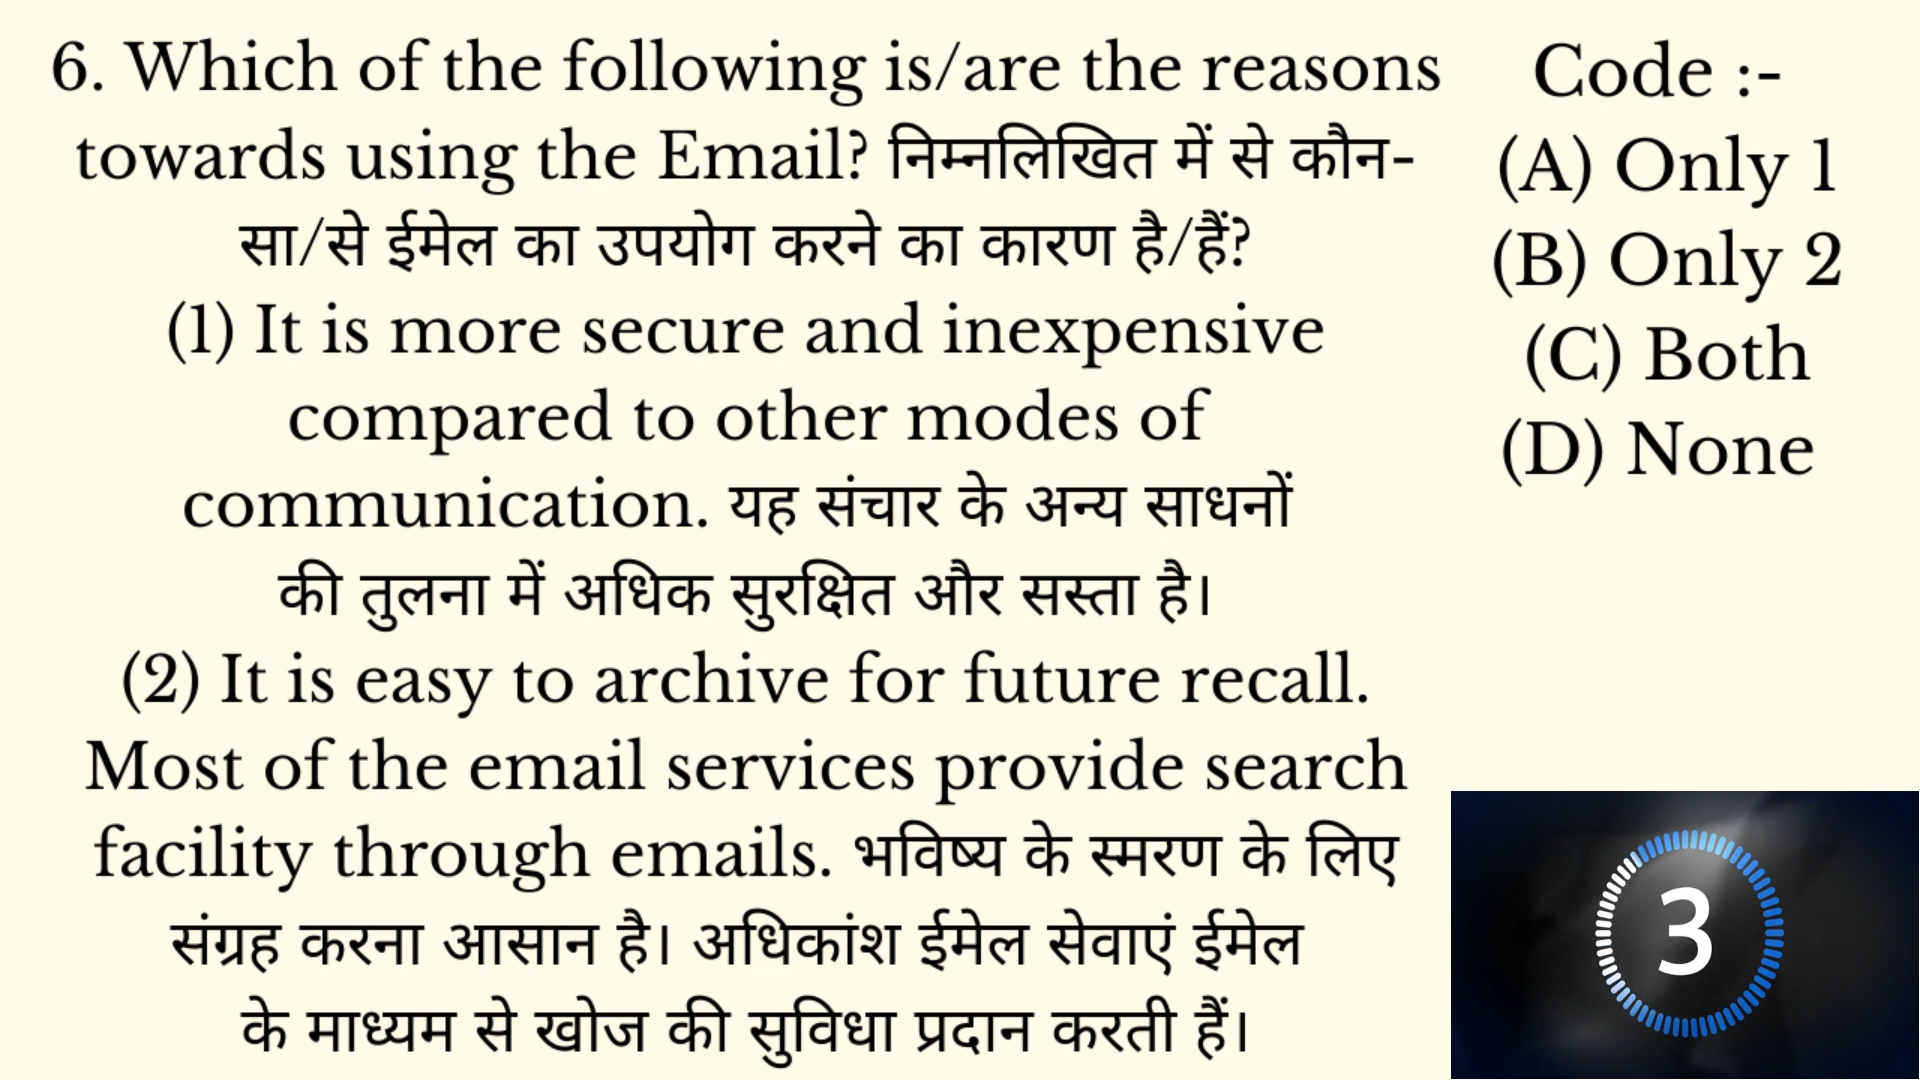 6. Which of the following is/are the reasons
towards using the Email? निम्नलिखित में से कौन-
सा/से ईमेल का उपयोग करने का कारण है/हैं?
(1) It is more secure and inexpensive
compared to other modes of
communication. यह संचार के अन्य साधनों
की तुलना में अधिक सुरक्षित और सस्ता है।
(2) It is easy to archive for future recall.
Most of the email services provide search
facility through emails. भविष्य के स्मरण के लिए
संग्रह करना आसान है। अधिकांश ईमेल सेवाएं ईमेल
के माध्यम से खोज की सुविधा प्रदान करती हैं।
Code :-
(A) Only 1
(B) Only 2
(C) Both
(D) None
3